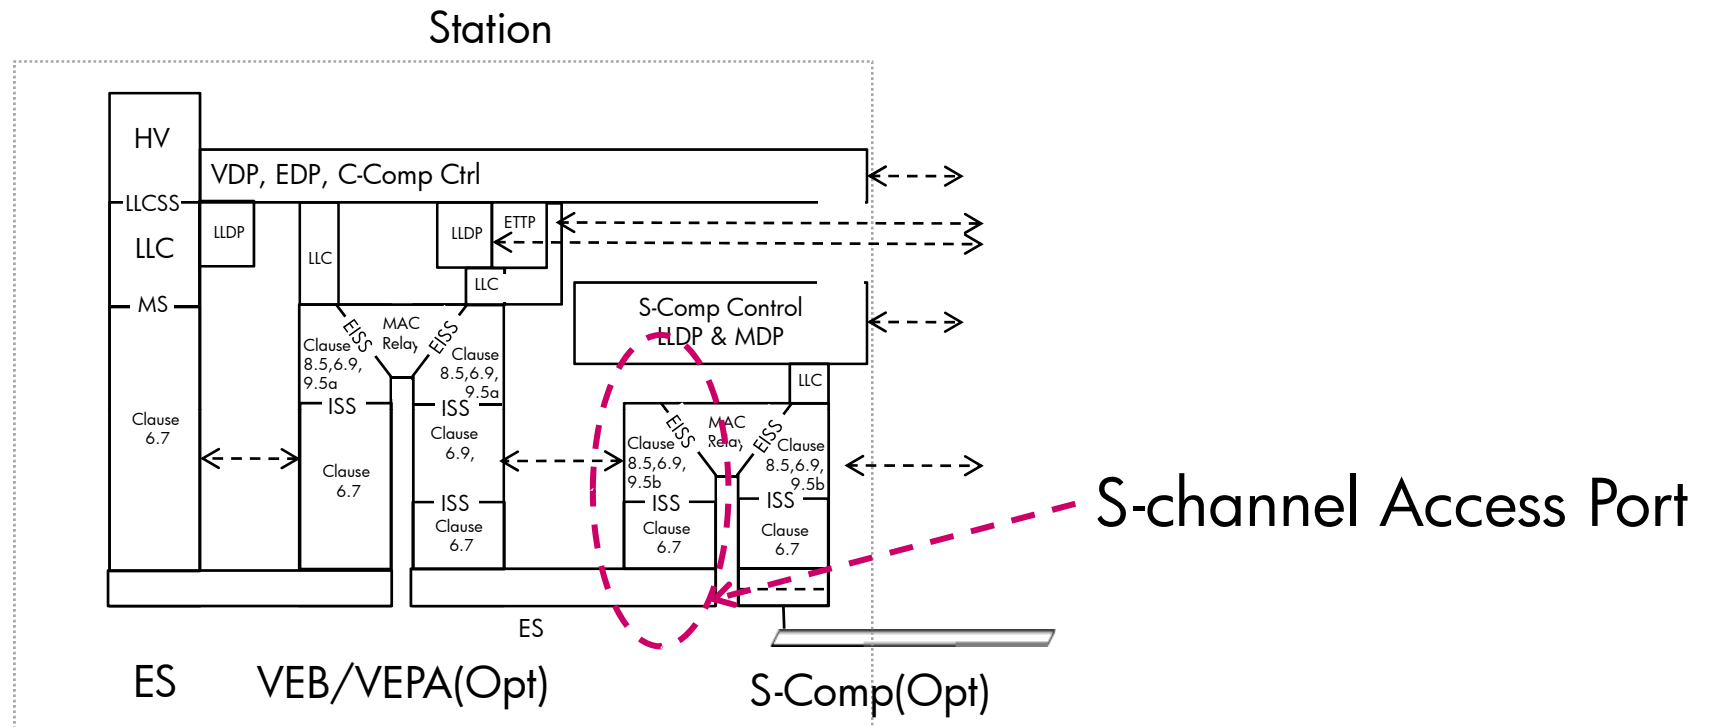 Station
HV
VDP, EDP, C-Comp Ctrl
LLCSS
LLC
LLDP
LLC
LLDP
ETTP
LLC
MS
Clause
6.7
EISS
MAC
Relay
EISS
Clause
8.5,6.9,
9.5a
Clause
8.5,6.9,
9.5a
ISS
Clause
6.7
ISS
Clause
6.9,
ISS
Clause
6.7
S-Comp Control
LLDP & MDP
LLC
EISS
MAC
Relay
EISS
Clause
8.5,6.9,
9.5b
Clause
8.5,6.9,
9.5b
ISS
Clause
6.7
ISS
Clause
6.7
S-channel Access Port
ES
ES
VEB/VEPA(Opt)
S-Comp(Opt)